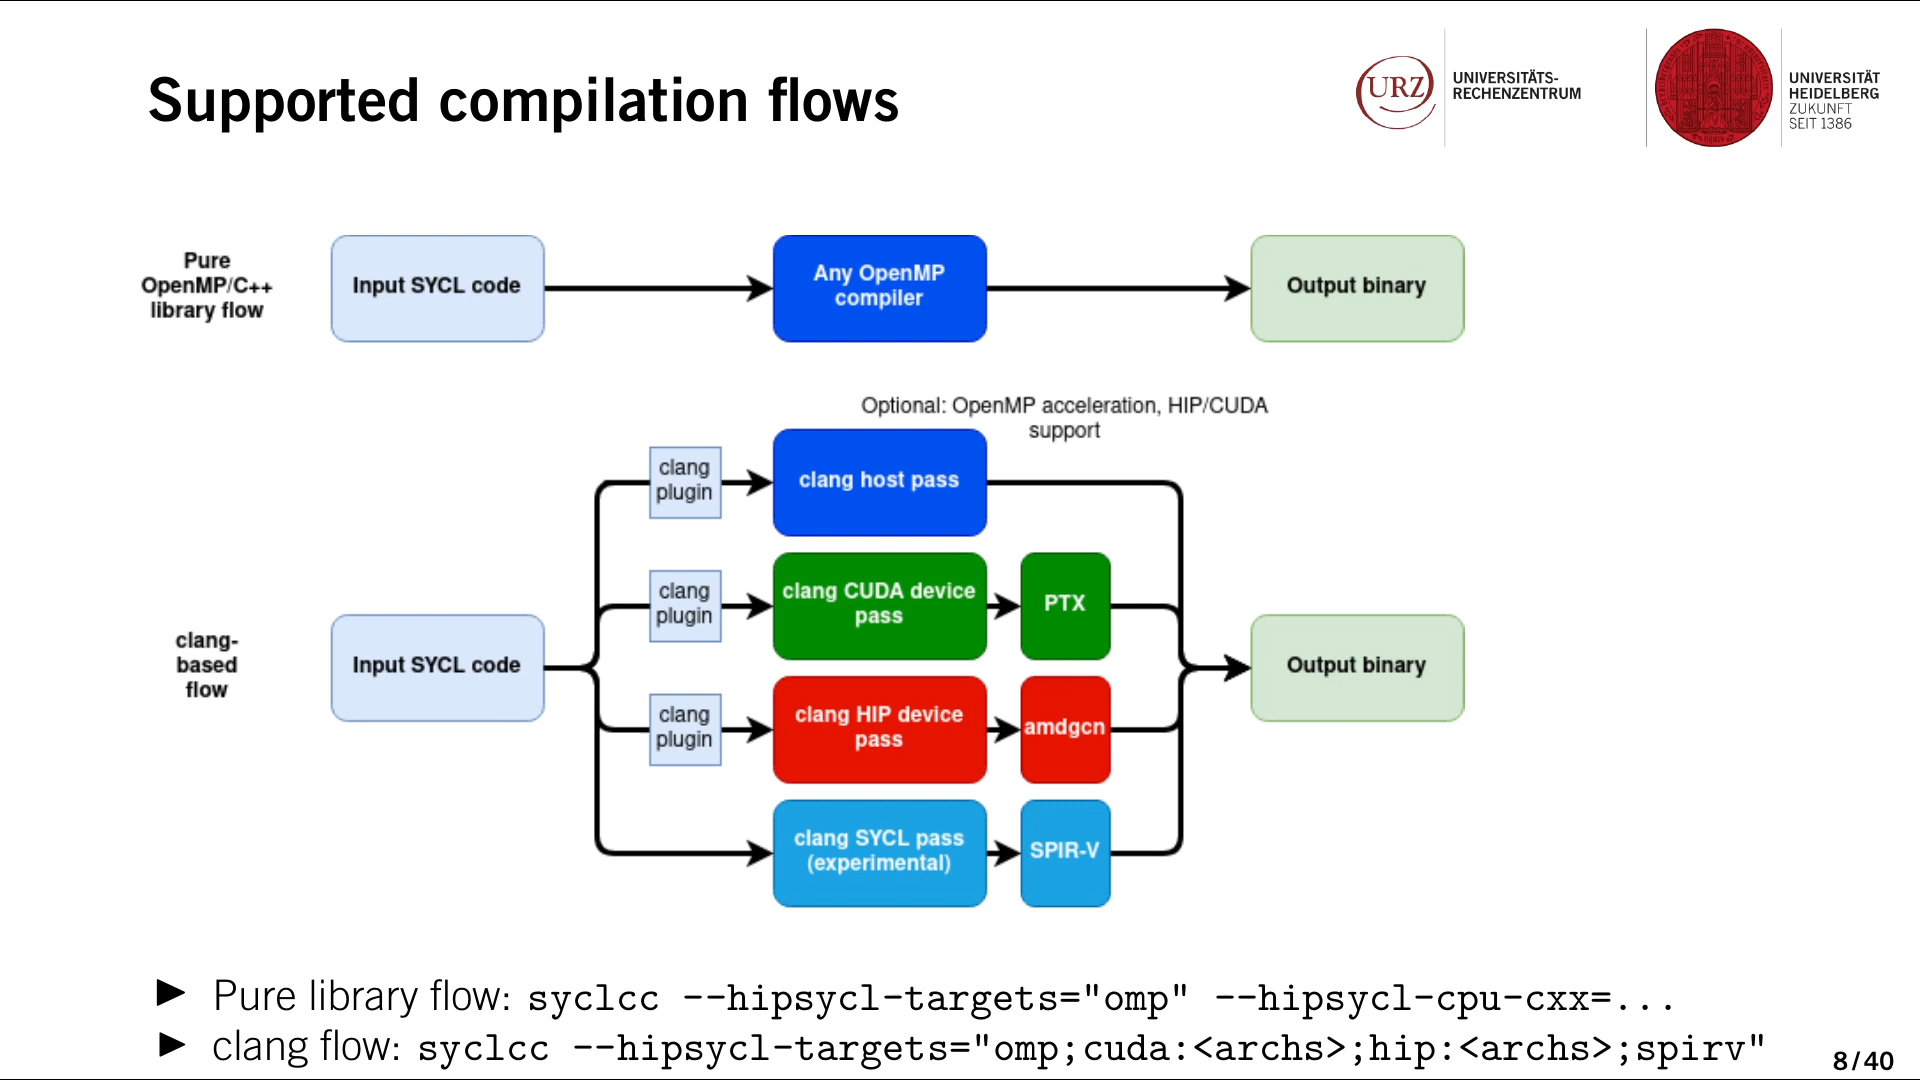 Supported compilation flows
URZ
UNIVERSITÄTS-
RECHENZENTRUM
UNIVERSITÄT
HEIDELBERG
ZUKUNFT
SEIT 1386
Pure
OpenMP/C++
library flow
Input SYCL code
Any OpenMP
compiler
Output binary
Optional: OpenMP acceleration, HIP/CUDA
support
clang-
based
flow
Input SYCL code
clang
plugin
clang host pass
clang
plugin
clang CUDA device
pass
PTX
clang
plugin
clang HIP device
pass
amdgcn
clang SYCL pass
(experimental)
SPIR-V
Output binary
► Pure library flow: syclcc --hipsycl-targets="omp" --hipsycl-cpu-cxx=...
► clang flow: syclcc --hipsycl-targets="omp;cuda:<archs>;hip:<archs>;spirv"
8/40